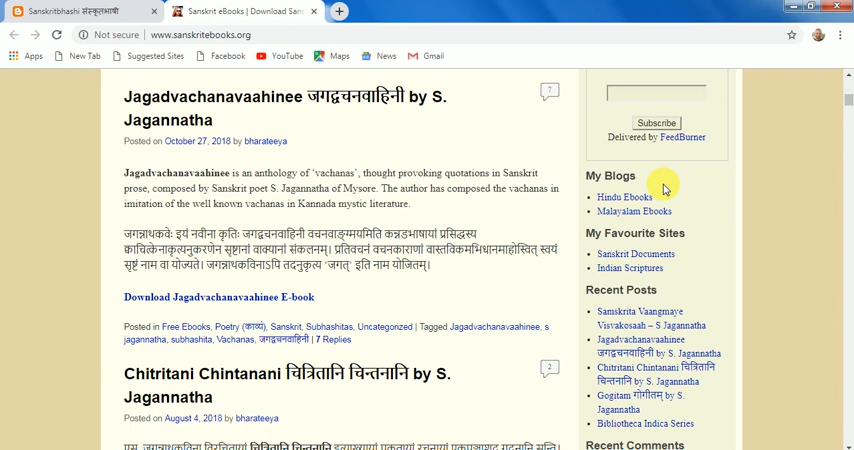 Sanskritbhashi संस्कृतभाषी
Sanskrit eBooks | Download San
Not secure | www.sanskritebooks.org
Apps New Tab Suggested Sites Facebook YouTube Maps News Gmail
Jagadvachanavaahinee जगद्वचनवाहिनी by S.
Jagannatha
7
Posted on October 27, 2018 by bharateeya
Jagadvachanavaahinee is an anthology of ‘vachanas’, thought provoking quotations in Sanskrit
prose, composed by Sanskrit poet S. Jagannatha of Mysore. The author has composed the vachanas in
imitation of the well known vachanas in Kannada mystic literature.
जगन्नाथकवेः इयं नवीना कृतिः जगद्वचनवाहिनी वचनवाङ्मयमिति कन्नडभाषायां प्रसिद्धस्य
क्राचित्केनाकृत्यनुकरणेन सृष्टानां वाक्यानां संकलनम्। प्रतिवचनं वचनकाराणां वास्तविकमभिधानमाहोस्वित् स्वयं
सृष्टं नाम वा योज्यते। जगन्नाथकविनाऽपि तदनुकृत्य ‘जगत्’ इति नाम योजितम्।
Download Jagadvachanavaahinee E-book
Posted in Free Ebooks, Poetry (काव्यं), Sanskrit, Subhashitas, Uncategorized | Tagged Jagadvachanavaahinee, s
jagannatha, subhashita, Vachanas, जगद्वचनवाहिनी | 7 Replies
Chitritani Chintanani चित्रितानि चिन्तनानि by S.
Jagannatha
2
Posted on August 4, 2018 by bharateeya
Subscribe
Delivered by FeedBurner
My Blogs
Hindu Ebooks
Malayalam Ebooks
My Favourite Sites
Sanskrit Documents
Indian Scriptures
Recent Posts
Samskrita Vaangmaye
Visvakosaah – S Jagannatha
Jagadvachanavaahinee
जगद्वचनवाहिनी by S. Jagannatha
Chitritani Chintanani चित्रितानि
चिन्तनानि by S. Jagannatha
Gogitam गोगीतम् by S.
Jagannatha
Bibliotheca Indica Series
Recent Comments